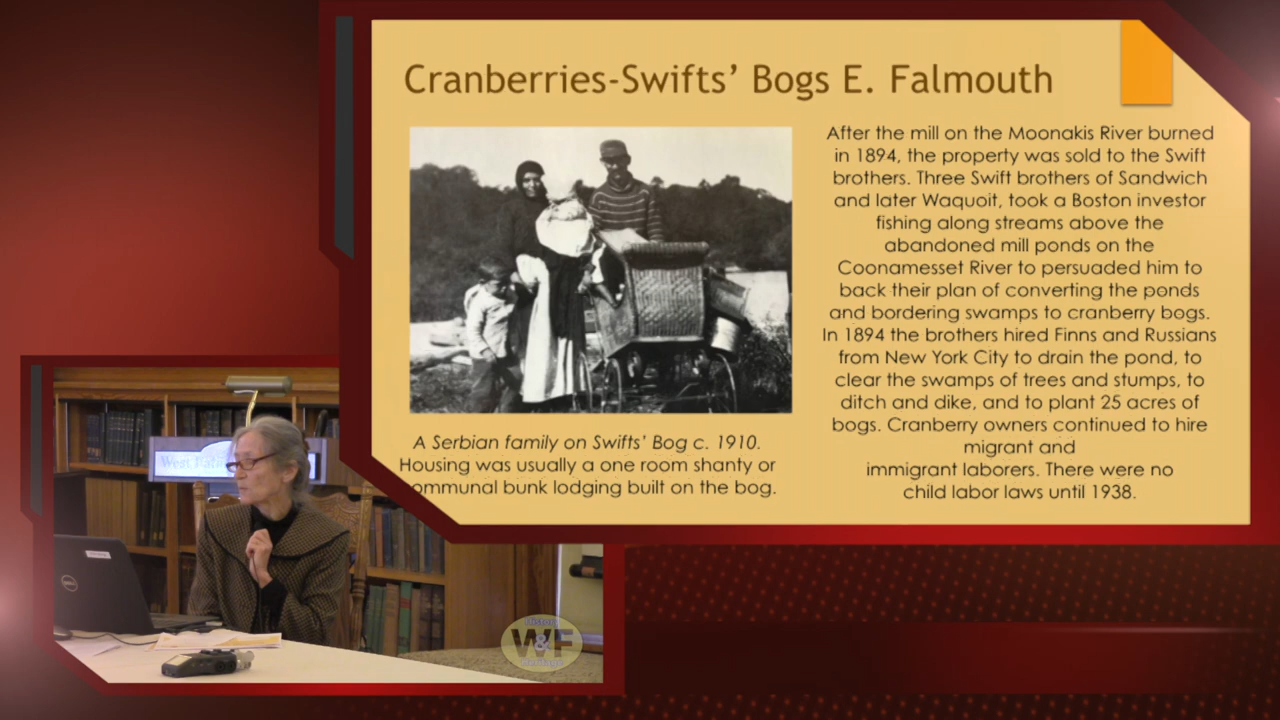 Cranberries-Swifts' Bogs E. Falmouth
After the mill on the Moonakis River burned
in 1894, the property was sold to the Swift
brothers. Three Swift brothers of Sandwich
and later Waquoit, took a Boston investor
fishing along streams above the
abandoned mill ponds on the
Coonamesset River to persuaded him to
back their plan of converting the ponds
and bordering swamps to cranberry bogs.
In 1894 the brothers hired Finns and Russians
from New York City to drain the pond, to
clear the swamps of trees and stumps, to
ditch and dike, and to plant 25 acres of
bogs. Cranberry owners continued to hire
migrant and
immigrant laborers. There were no
child labor laws until 1938.
A Serbian family on Swifts' Bog c. 1910.
Housing was usually a one room shanty or
ommunal bunk lodging built on the bog.
West
DELL
History
W&F
Heritage